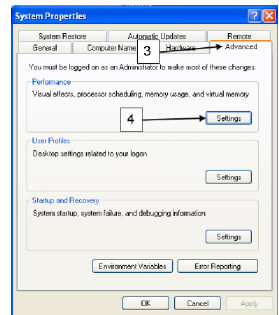 System Properties
System Restore Automatic Updates Remote
General Computer Name 3 Hardware Advanced
You must be logged on as an Administrator to make most of these changes.
Performance
Visual effects, processor scheduling, memory usage, and virtual memory
4 Settings
User Profiles
Desktop settings related to your logon
Settings
Startup and Recovery
System startup, system failure, and debugging information
Settings
Environment Variables Error Reporting
OK Cancel Apply